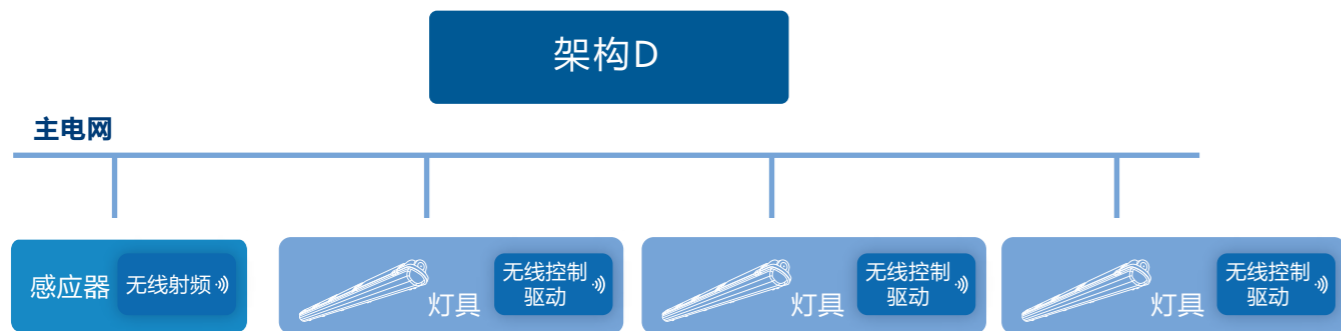 架构D
主电网
感应器
无线射频
灯具
无线控制
驱动
灯具
无线控制
驱动
灯具
无线控制
驱动